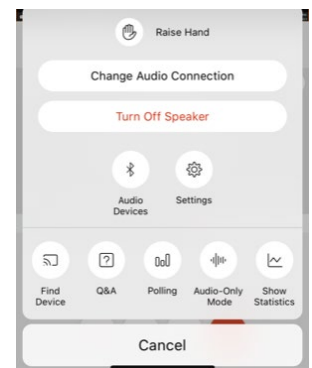 Raise Hand
Change Audio Connection
Turn Off Speaker
Audio
Devices
Settings
Find
Device
Q&A
Polling
Audio-Only
Mode
Show
Statistics
Cancel